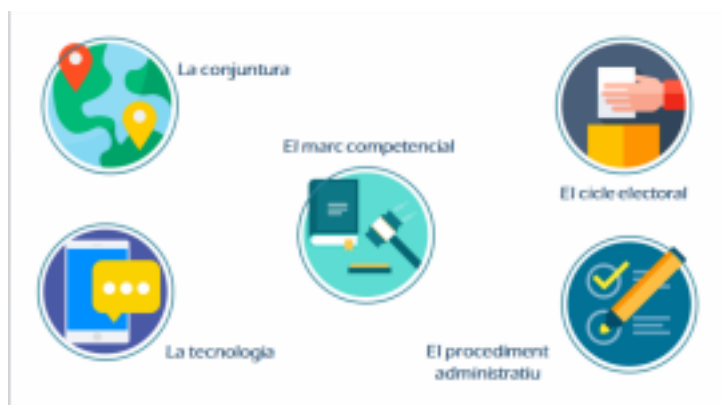 La conjuntura
El marc competencial
El cicle electoral
La tecnologia
El procediment
administratiu